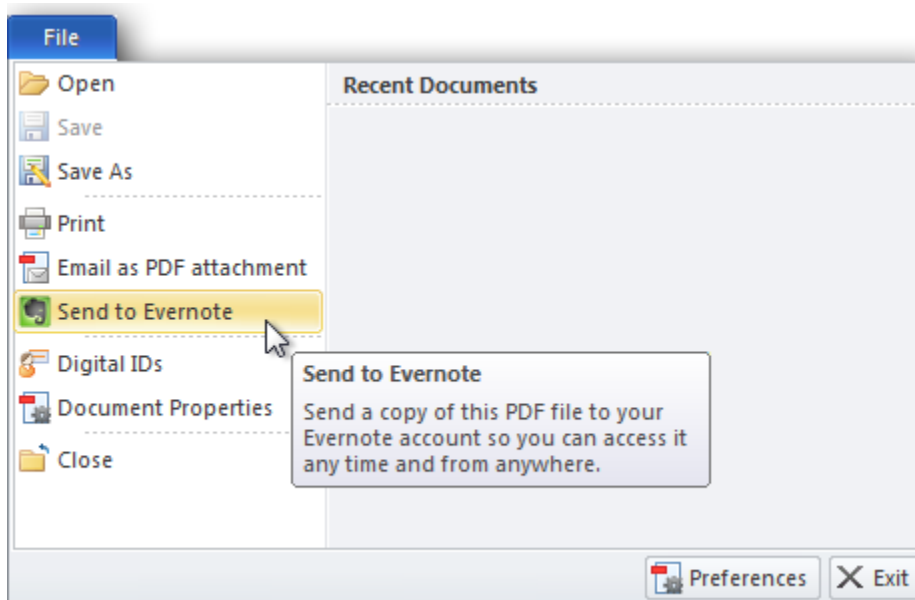 File
Open
Recent Documents
Save
Save As
Print
Email as PDF attachment
Send to Evernote
Digital IDs
Send to Evernote
Document Properties
Send a copy of this PDF file to your
Evernote account so you can access it
any time and from anywhere.
Close
Preferences
Exit